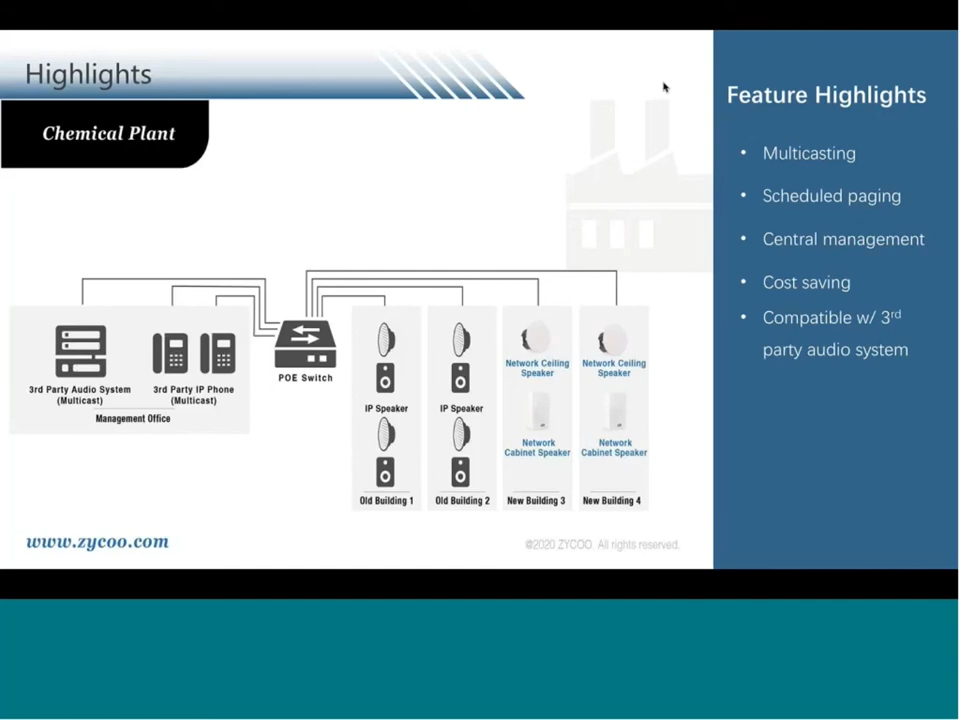 Highlights
Chemical Plant
3rd Party Audio System
(Multicast)
3rd Party IP Phone
(Multicast)
Management Office
POE Switch
IP Speaker
Old Building 1
IP Speaker
Old Building 2
Network Ceiling
Speaker
Network
Cabinet Speaker
New Building 3
Network Ceiling
Speaker
Network
Cabinet Speaker
New Building 4
www.zycoo.com
@2020 ZYCOO. All rights reserved.
Feature Highlights
• Multicasting
• Scheduled paging
• Central management
• Cost saving
• Compatible w/ 3rd
party audio system